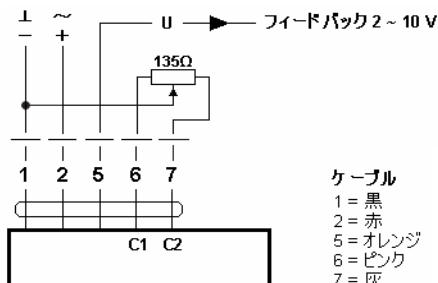 ⊥ ~
− +
U フィードバック 2 ~ 10 V
135Ω
1 2 5 6 7
C1 C2
ケーブル
1 = 黒
2 = 赤
5 = オレンジ
6 = ピンク
7 = 灰